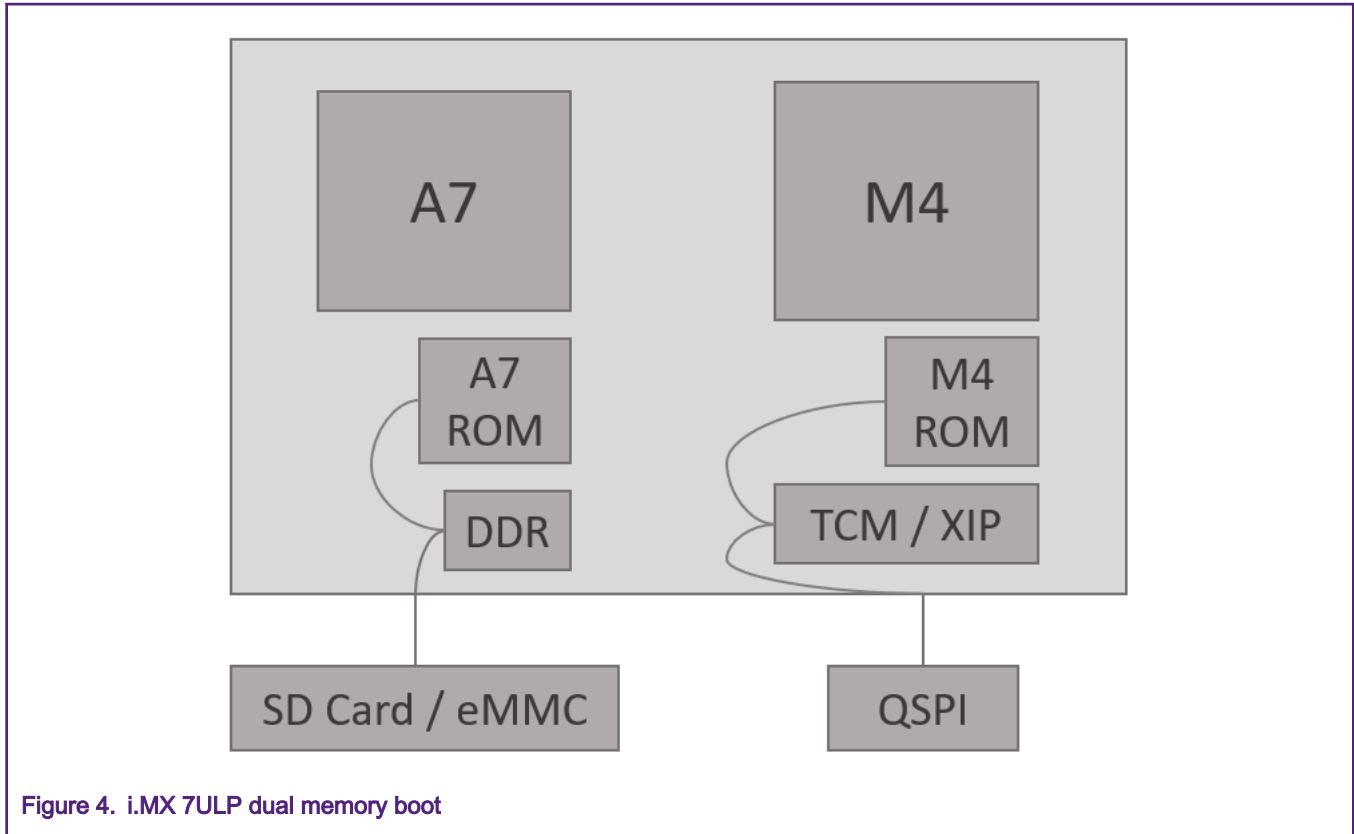 A7
M4
A7
ROM
M4
ROM
DDR
TCM / XIP
SD Card / eMMC
QSPI
Figure 4. i.MX 7ULP dual memory boot